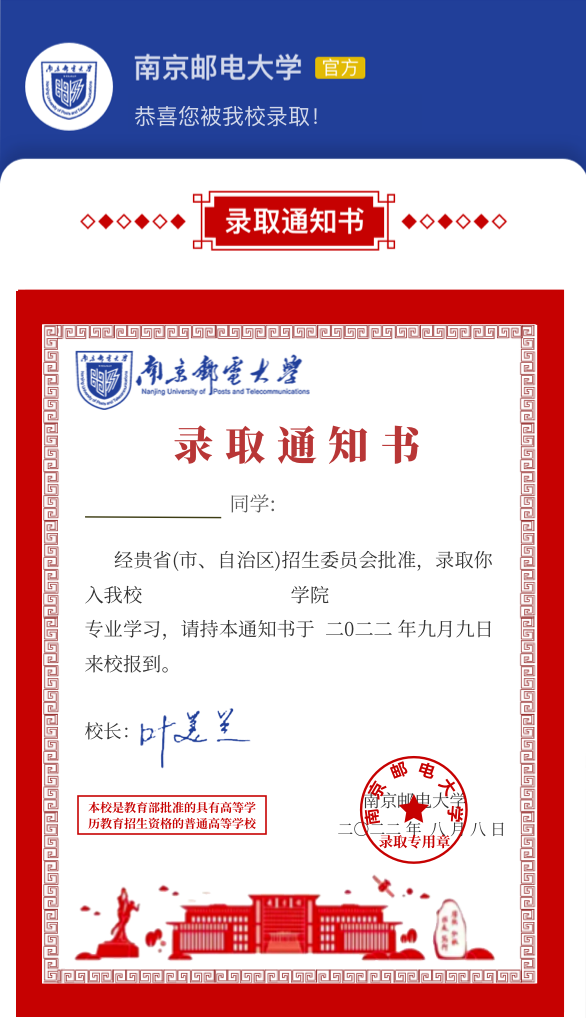 南京邮电大学 官方
恭喜您被我校录取！
录取通知书
南京邮电大学
Nanjing University of Posts and Telecommunications
录取通知书
同学：
经贵省(市、自治区)招生委员会批准，录取你
入我校 学院
专业学习，请持本通知书于 二0二二 年九月九日
来校报到。
校长：叶美兰
本校是教育部批准的具有高等学
历教育招生资格的普通高等学校
南京邮电大学
二〇二二 年 八 月 八 日
南京邮电大学
录取专用章